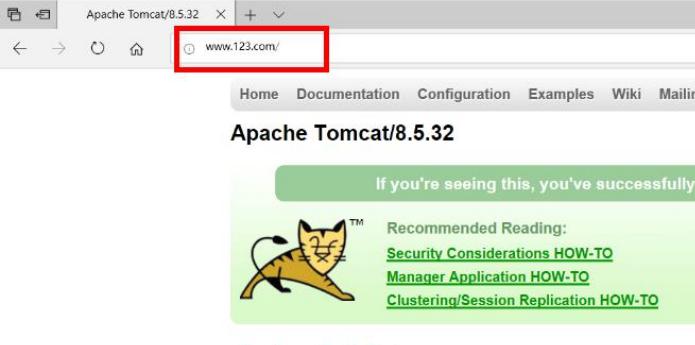 Apache Tomcat/8.5.32
www.123.com/
Home Documentation Configuration Examples Wiki
Apache Tomcat/8.5.32
If you're seeing this, you've successfully
TM
Recommended Reading:
Security Considerations HOW-TO
Manager Application HOW-TO
Clustering/Session Replication HOW-TO